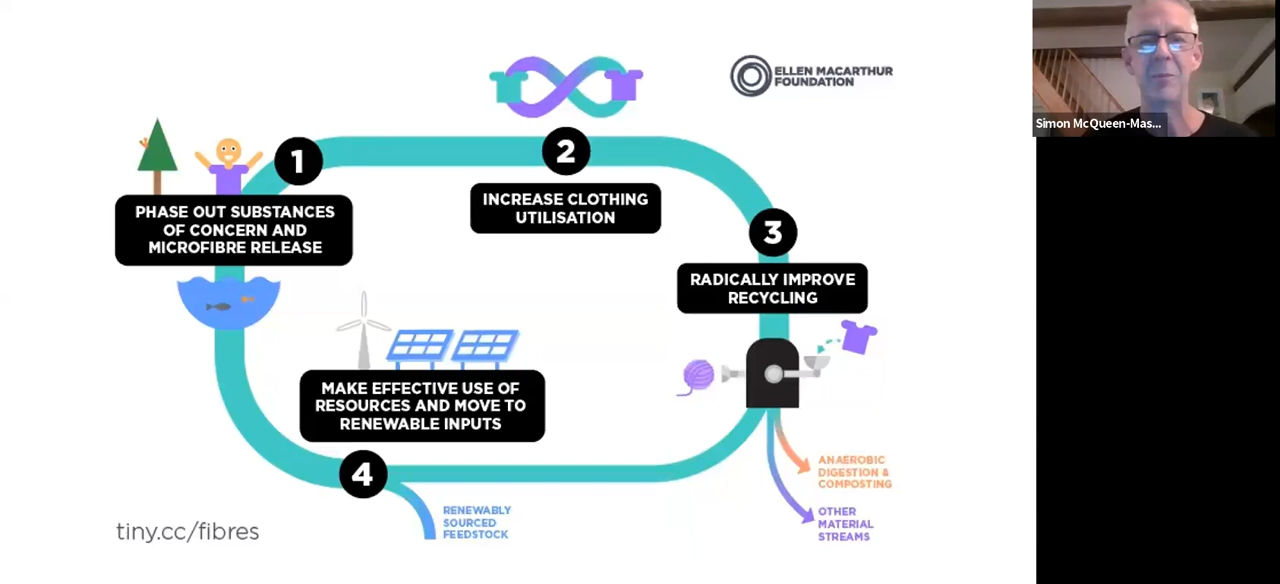 ELLEN MACARTHUR
FOUNDATION
Simon McQueen-Mas...
1
PHASE OUT SUBSTANCES
OF CONCERN AND
MICROFIBRE RELEASE
2
INCREASE CLOTHING
UTILISATION
3
RADICALLY IMPROVE
RECYCLING
MAKE EFFECTIVE USE OF
RESOURCES AND MOVE TO
RENEWABLE INPUTS
4
ANAEROBIC
DIGESTION &
COMPOSTING
RENEWABLY
SOURCED
FEEDSTOCK
OTHER
MATERIAL
STREAMS
tiny.cc/fibres